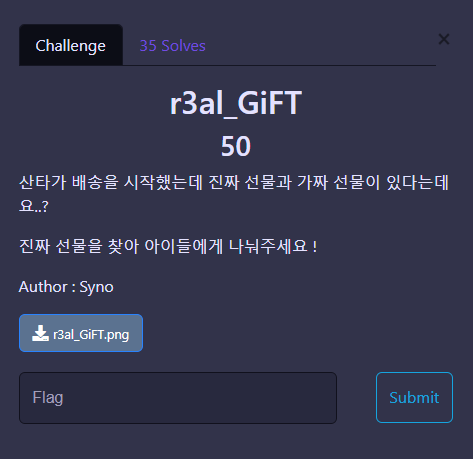 Challenge
35 Solves
×
r3al_GiFT
50
산타가 배송을 시작했는데 진짜 선물과 가짜 선물이 있다는데
요..?
진짜 선물을 찾아 아이들에게 나눠주세요 !
Author : Syno
r3al_GiFT.png
Flag
Submit